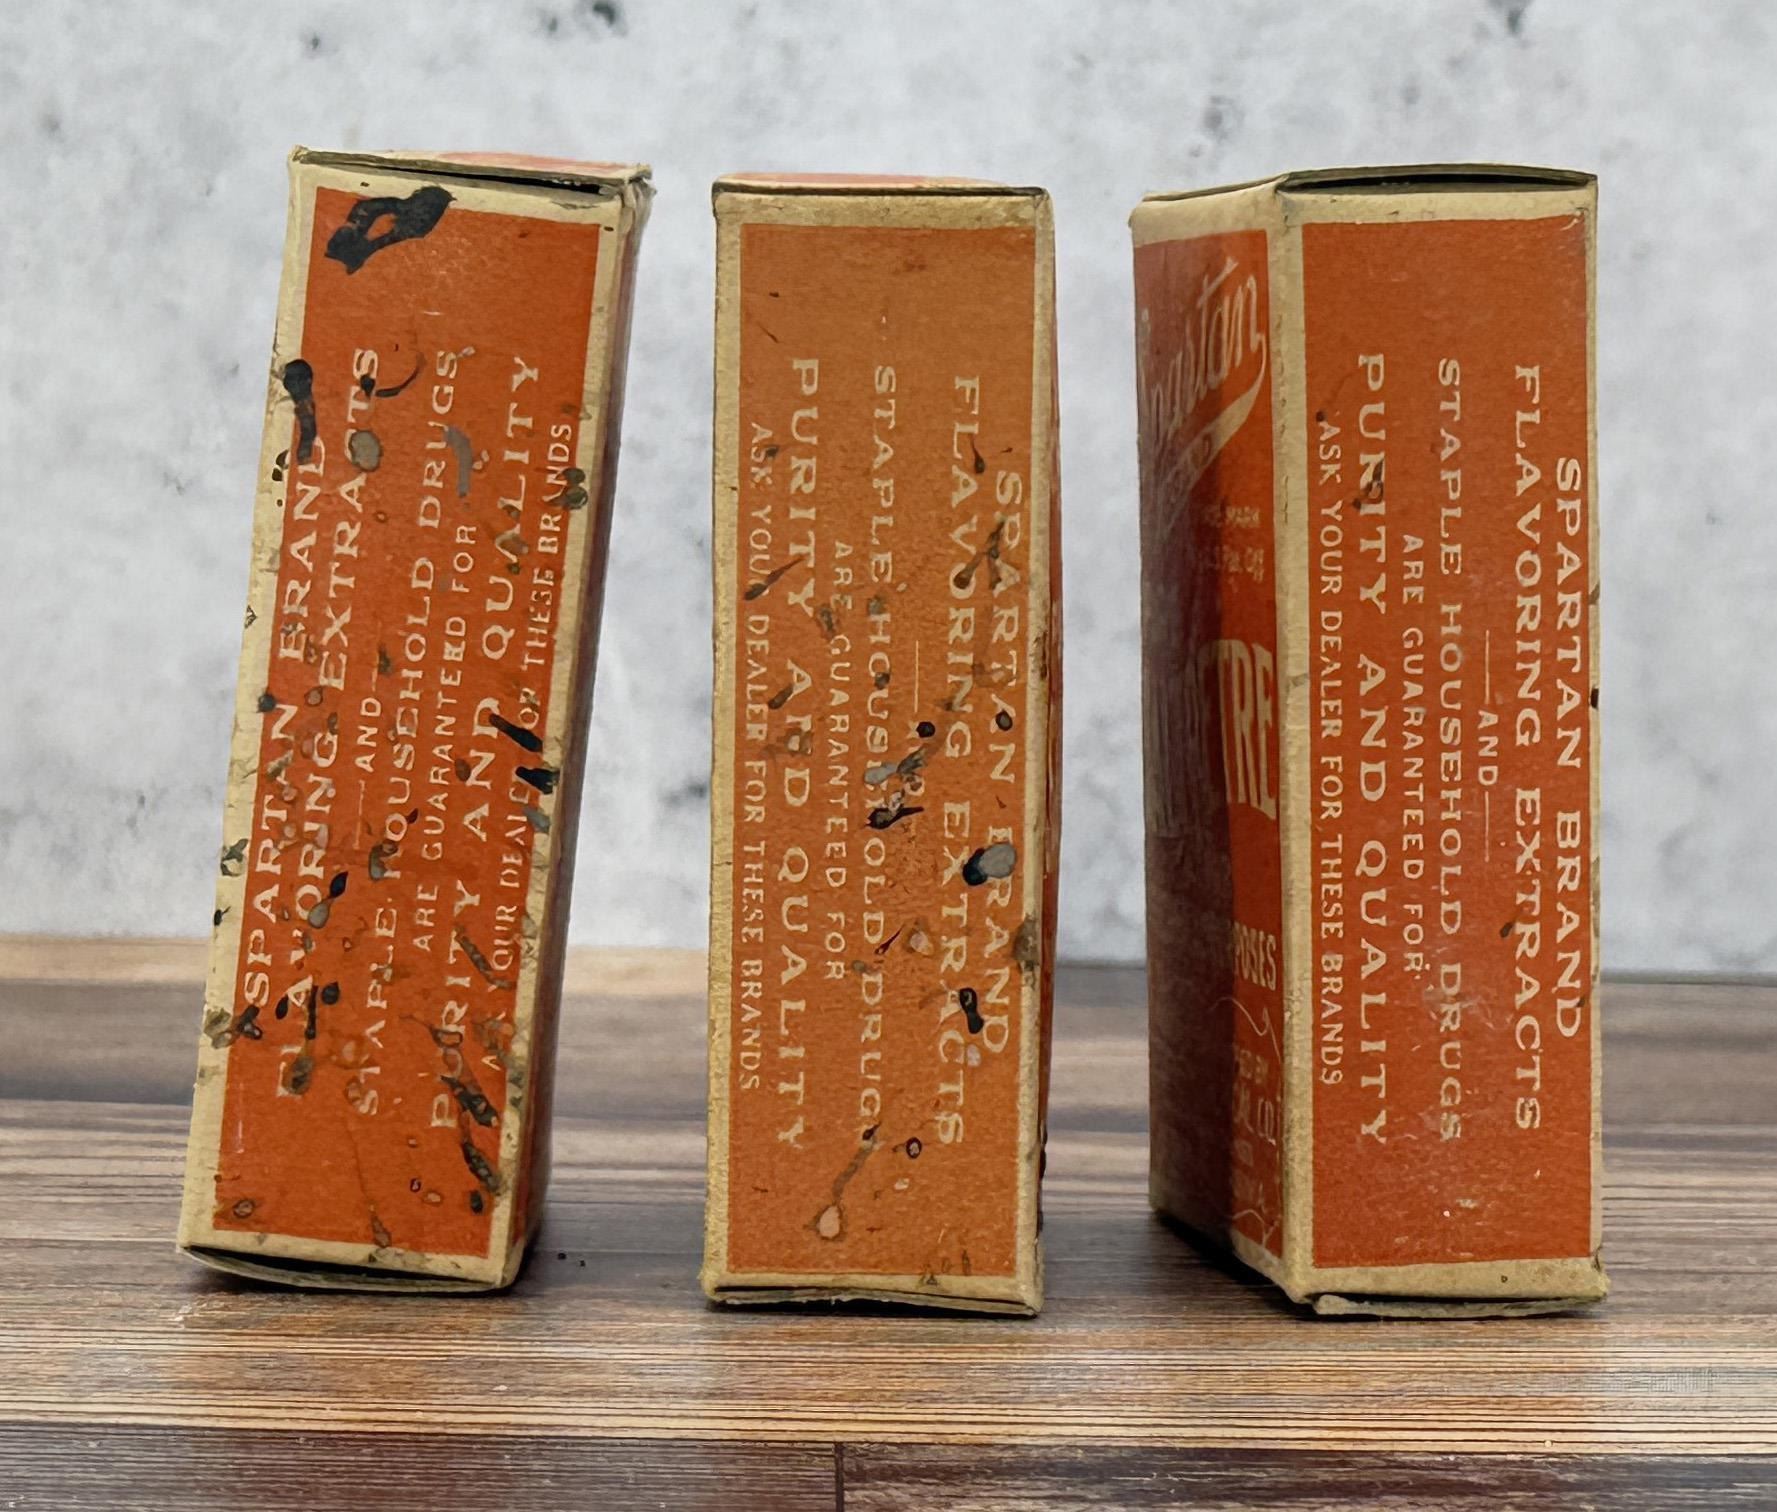 SPARTAN BRAND
FLAVORING EXTRACTS
AND
STAPLE HOUSEHOLD DRUGS
ARE GUARANTEED FOR
PURITY AND QUALITY
ASK YOUR DEALER FOR THESE BRANDS
SPARTAN BRAND
FLAVORING EXTRACTS
STAPLE HOUSEHOLD DRUGS
ARE GUARANTEED FOR
PURITY AND QUALITY
ASK YOUR DEALER FOR THESE BRANDS
Spartan
SPARTAN BRAND
FLAVORING EXTRACTS
AND
STAPLE HOUSEHOLD DRUGS
ARE GUARANTEED FOR
PURITY AND QUALITY
ASK YOUR DEALER FOR THESE BRANDS